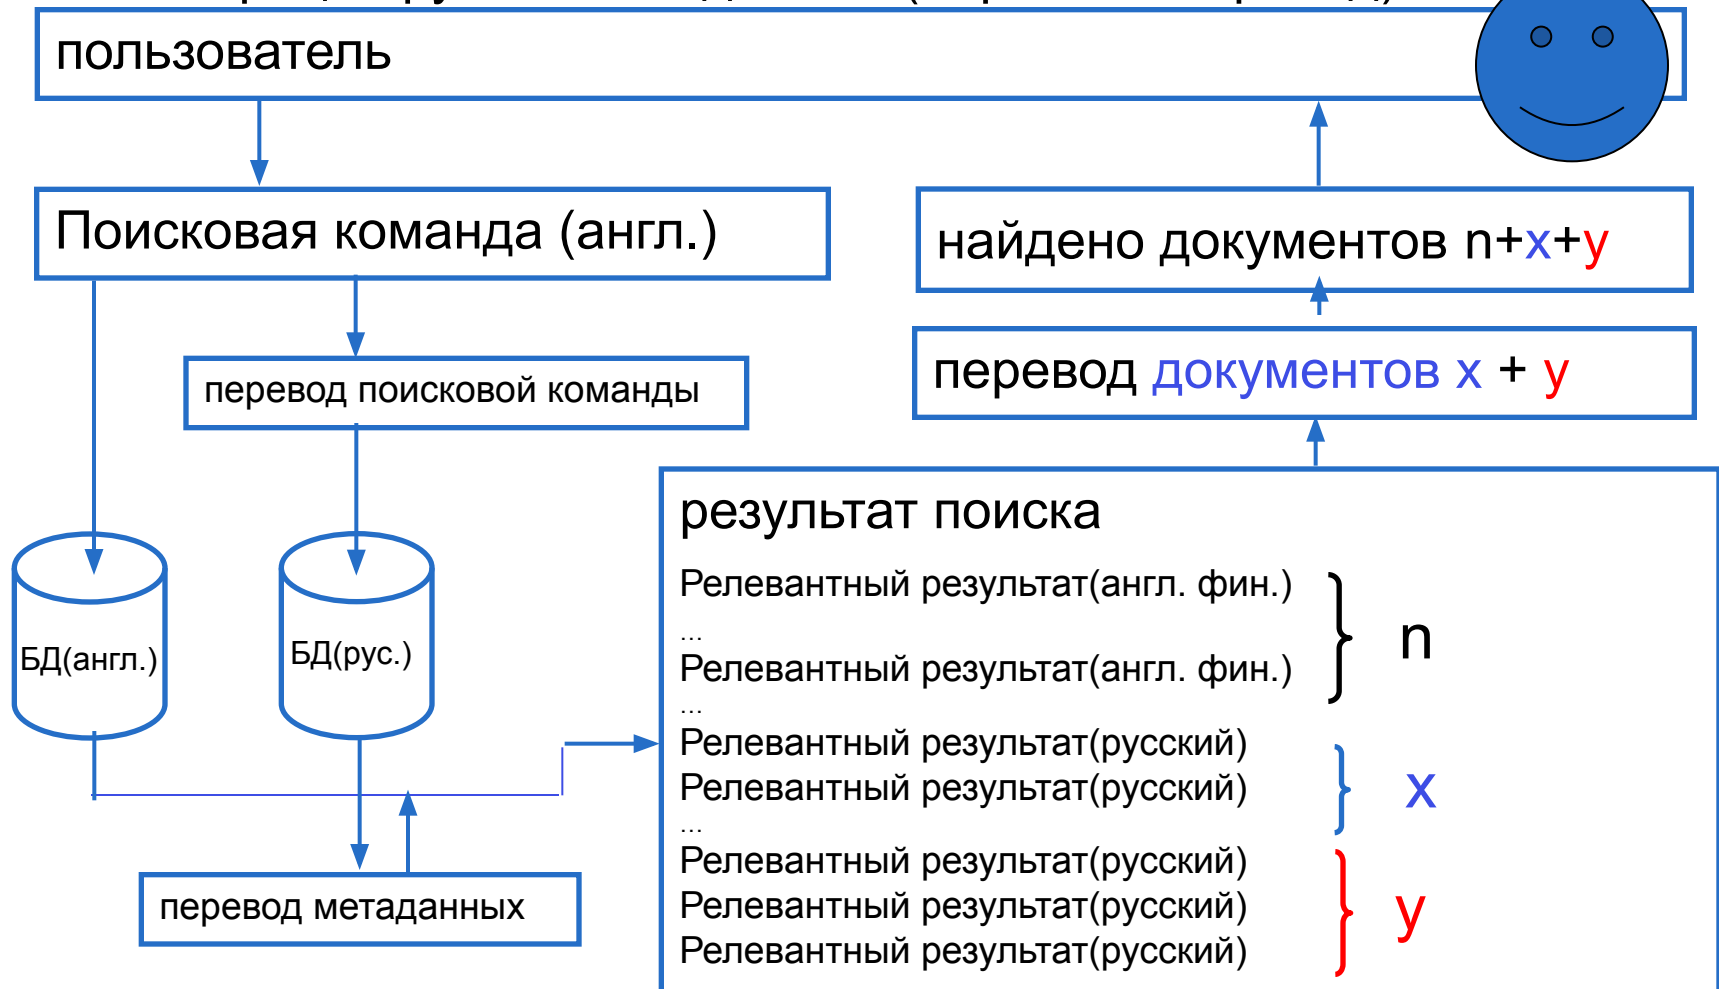 пользователь
Поисковая команда (англ.)
найдено документов n+x+y
перевод поисковой команды
перевод документов x + y
БД(англ.)
БД(рус.)
перевод метаданных
результат поиска
Релевантный результат(англ. фин.)
...
Релевантный результат(англ. фин.)
...
Релевантный результат(русский)
Релевантный результат(русский)
...
Релевантный результат(русский)
Релевантный результат(русский)
Релевантный результат(русский)
n
x
y